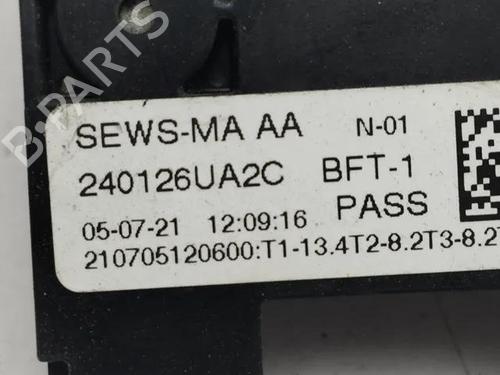 B-PARTS
SEWS-MA AA N-01
240126UA2C BFT-1
05-07-21 12:09:16 PASS
210705120600:T1-13.4T2-8.2T3-8.2T